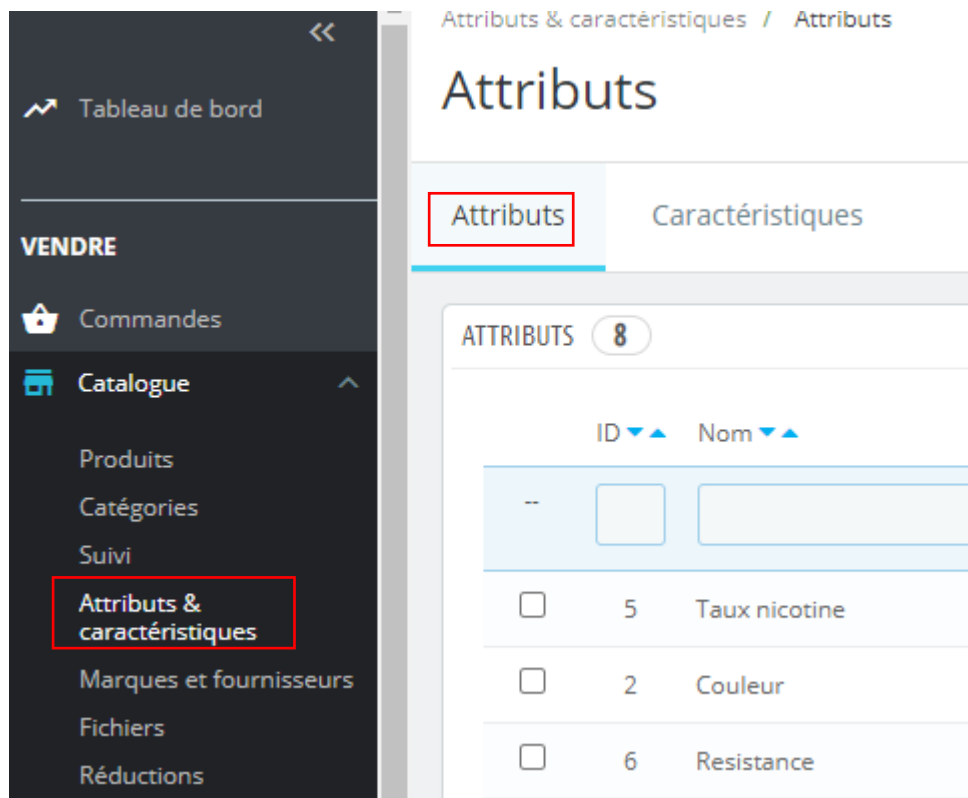 «
Tableau de bord
VENDRE
Commandes
Catalogue
Produits
Catégories
Suivi
Attributs &
caractéristiques
Marques et fournisseurs
Fichiers
Réductions
Attributs & caractéristiques / Attributs
Attributs
Attributs Caractéristiques
ATTRIBUTS 8
ID Nom
--
5 Taux nicotine
2 Couleur
6 Resistance